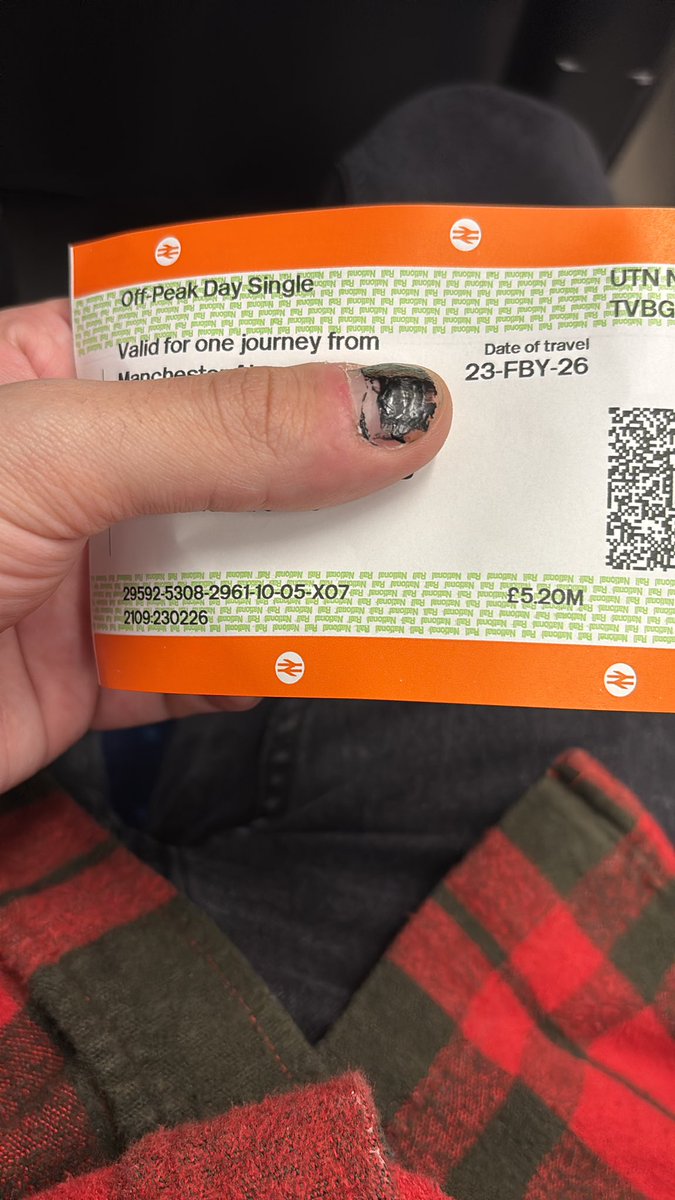 Off-Peak Day Single
UTN
TVBG
Valid for one journey from
Date of travel
Manchester
23-FBY-26
29592-5308-2961-10-05-X07
£5.20M
2109:230226